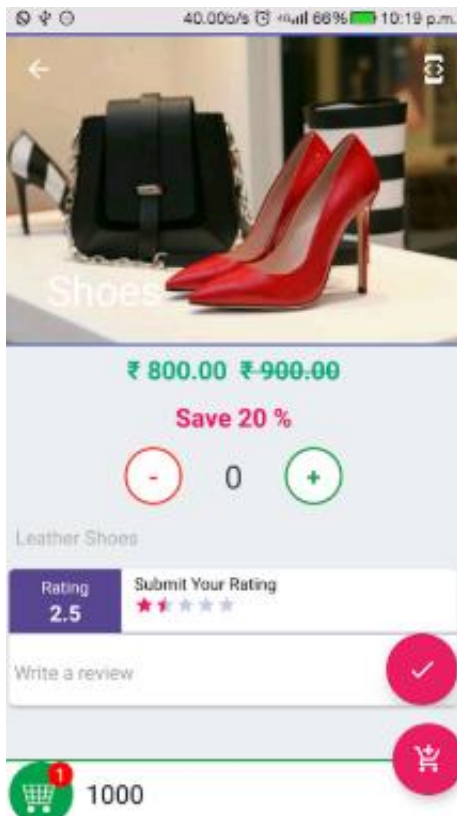 40.00b/s 4G 66% 10:19 p.m.
Shoes
₹ 800.00 ₹ 900.00
Save 20 %
- 0 +
Leather Shoes
Rating
2.5
Submit Your Rating
Write a review
1
1000